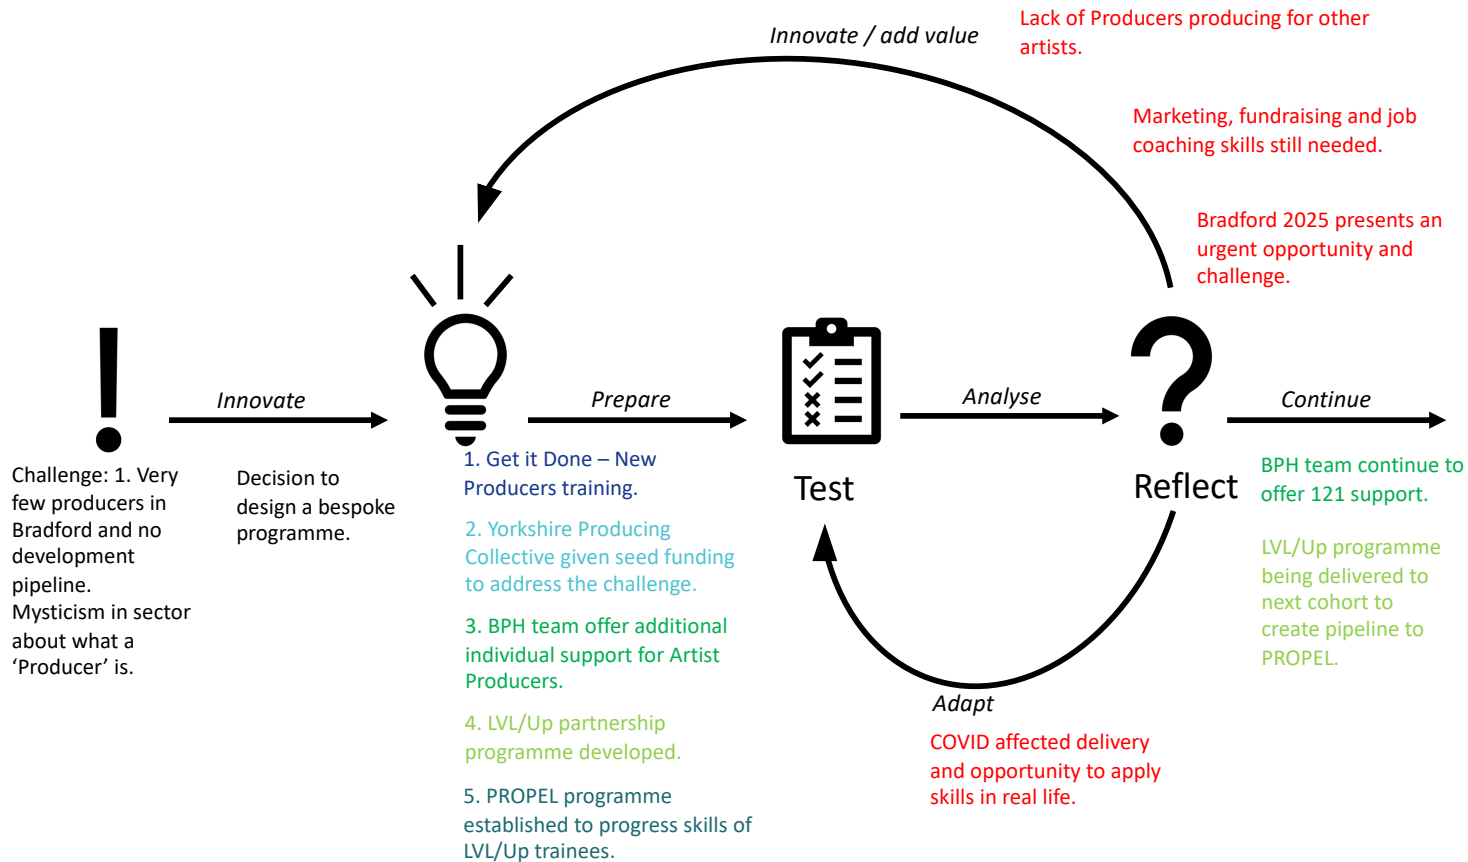 Innovate / add value
Lack of Producers producing for other
artists.
Marketing, fundraising and job
coaching skills still needed.
Bradford 2025 presents an
urgent opportunity and
challenge.
Innovate
Prepare
Analyse
Continue
Challenge: 1. Very
few producers in
Bradford and no
development
pipeline.
Mysticism in sector
about what a
‘Producer’ is.
Decision to
design a bespoke
programme.
1. Get it Done – New
Producers training.
2. Yorkshire Producing
Collective given seed funding
to address the challenge.
3. BPH team offer additional
individual support for Artist
Producers.
4. LVL/Up partnership
programme developed.
5. PROPEL programme
established to progress skills of
LVL/Up trainees.
Test
Reflect
BPH team continue to
offer 121 support.
LVL/Up programme
being delivered to
next cohort to
create pipeline to
PROPEL.
Adapt
COVID affected delivery
and opportunity to apply
skills in real life.